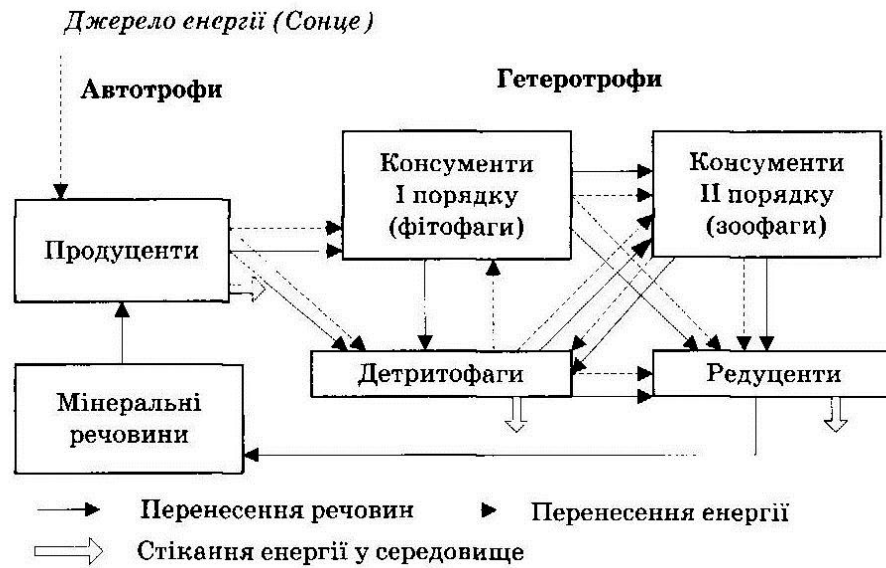 Джерело енергії (Сонце)
Автотрофи
Гетеротрофи
Консументи
І порядку
(фітофаги)
Консументи
ІІ порядку
(зоофаги)
Продуценти
Детритофаги
Редуценти
Мінеральні
речовини
Перенесення речовин
Перенесення енергії
Стікання енергії у середовище